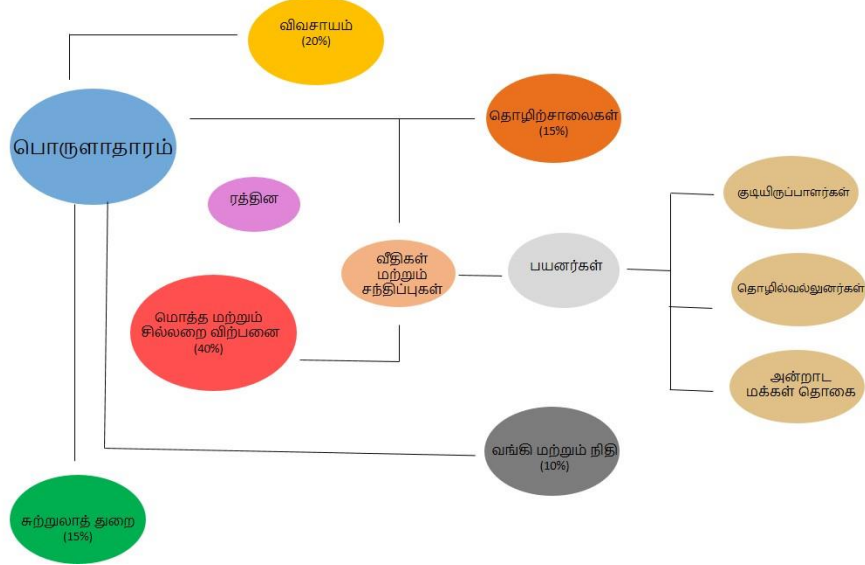 விவசாயம்
(20%)
பொருளாதாரம்
தொழிற்சாலைகள்
(15%)
ரத்தின
வீதிகள்
மற்றும்
சந்திப்புகள்
பயனர்கள்
குடியிருப்பாளர்கள்
தொழில்வல்லுனர்கள்
அன்றாட
மக்கள் தொகை
மொத்த மற்றும்
சில்லறை விற்பனை
(40%)
வங்கி மற்றும் நிதி
(10%)
சுற்றுலாத் துறை
(15%)